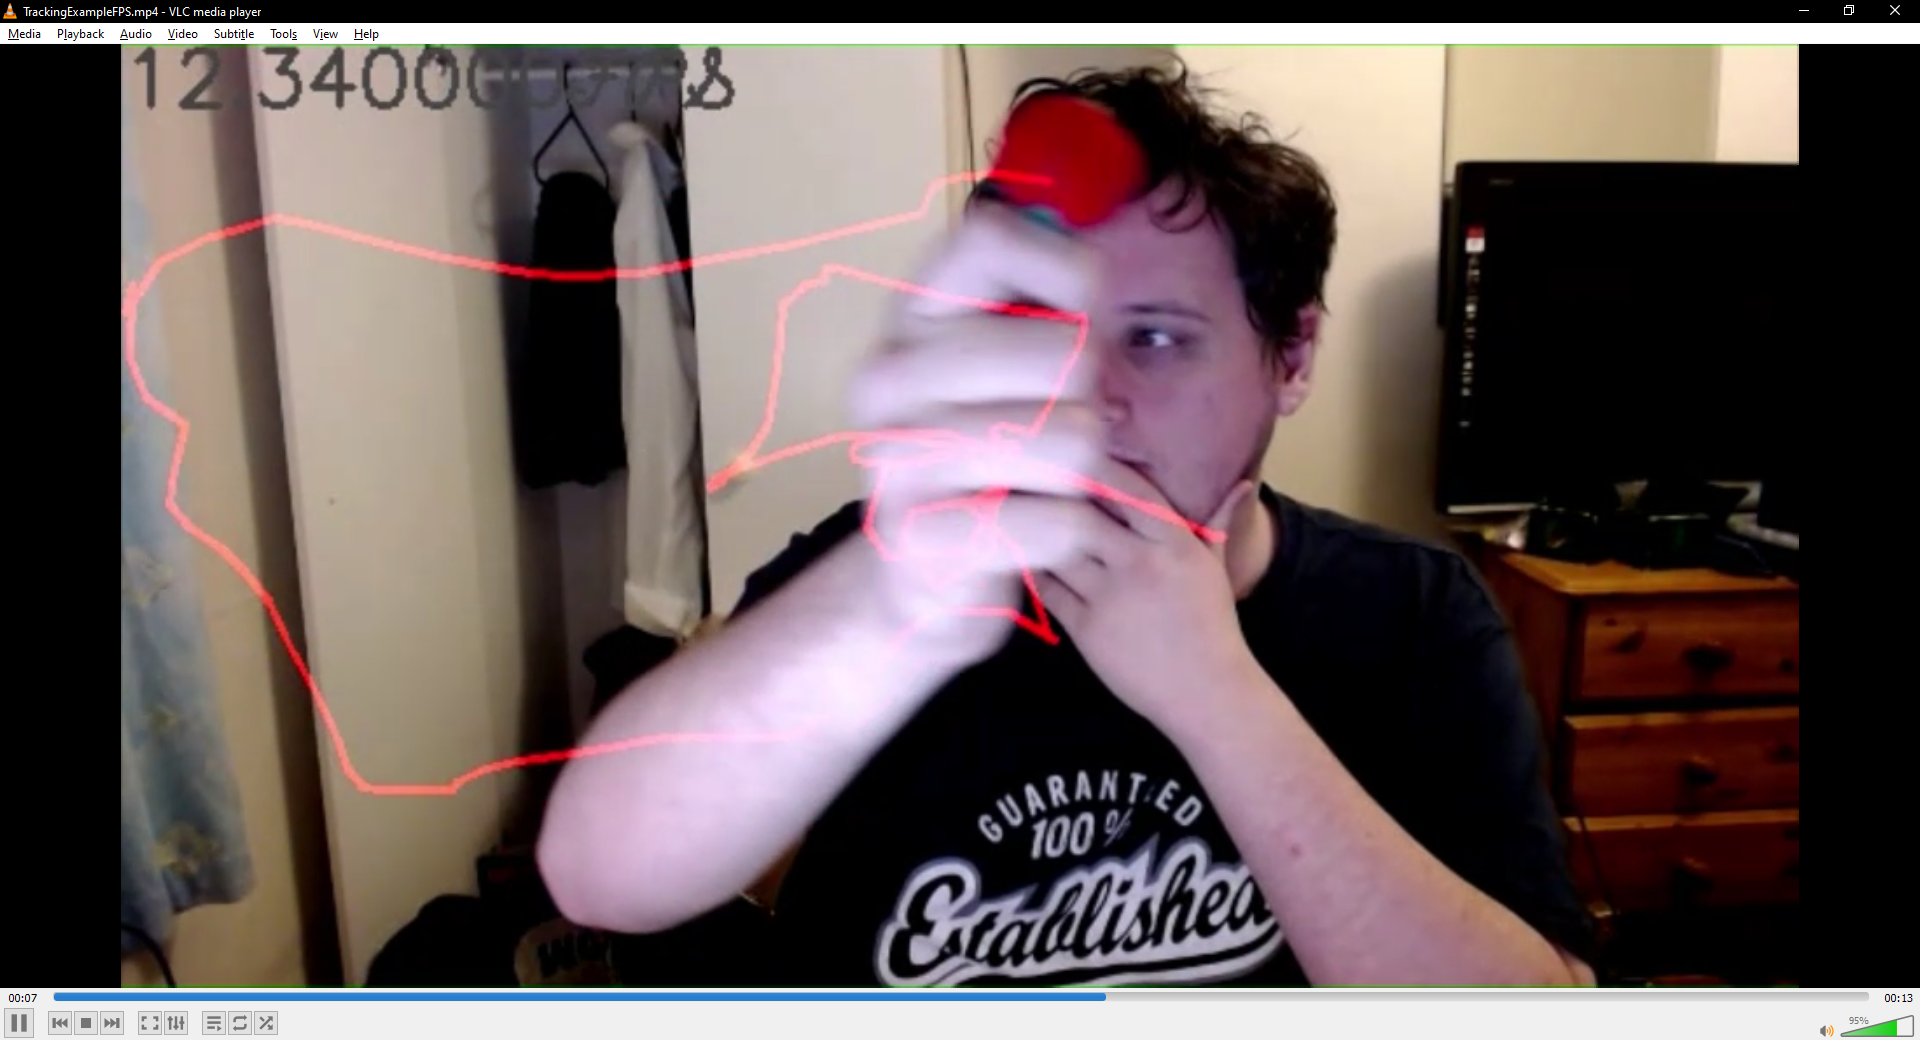 TrackingExampleFPS.mp4 - VLC media player
Media Playback Audio Video Subtitle Tools View Help
GUARANTEED
100%
Established
00:07
00:13
95%